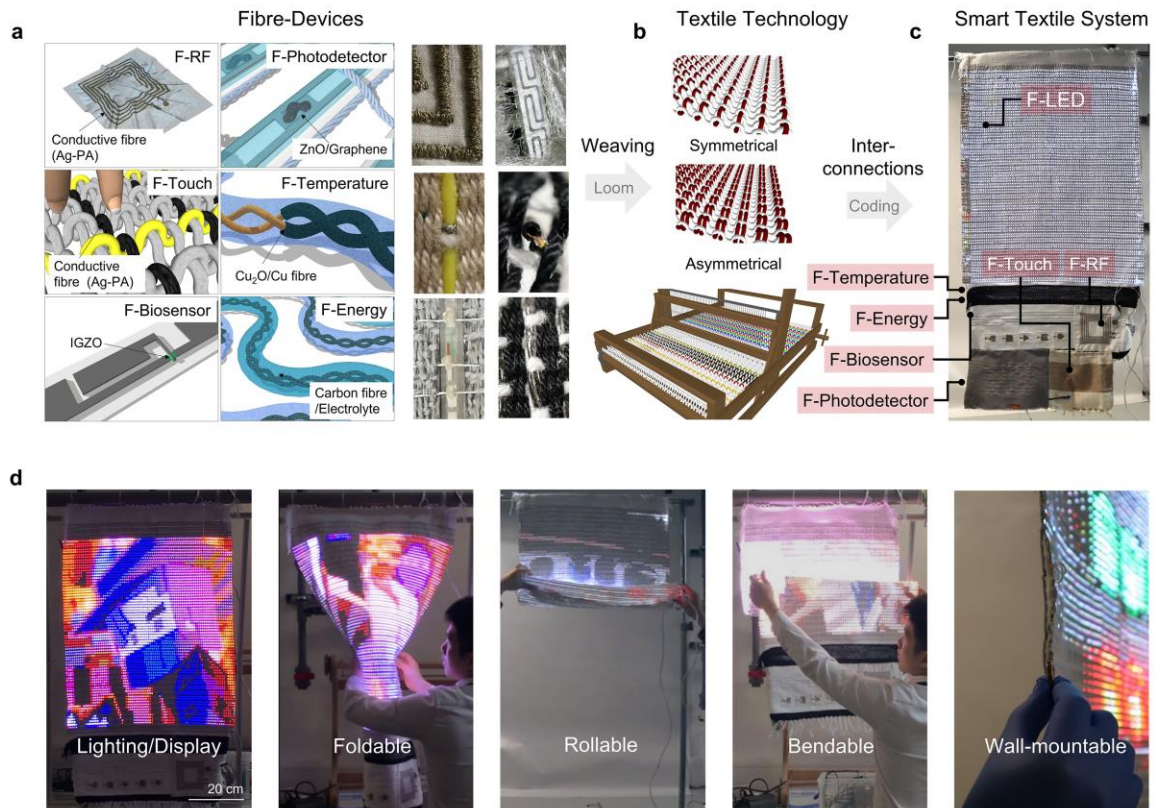 Fibre-Devices
Textile Technology
Smart Textile System
a
F-RF
Conductive fibre
(Ag-PA)
F-Photodetector
ZnO/Graphene
F-Touch
Conductive
fibre (Ag-PA)
F-Temperature
Cu₂O/Cu fibre
F-Biosensor
IGZO
F-Energy
Carbon fibre
/Electrolyte
Weaving
Loom
b
Symmetrical
Asymmetrical
Inter-
connections
Coding
c
F-LED
F-Touch
F-RF
F-Temperature
F-Energy
F-Biosensor
F-Photodetector
d
Lighting/Display
20 cm
Foldable
Rollable
Bendable
Wall-mountable